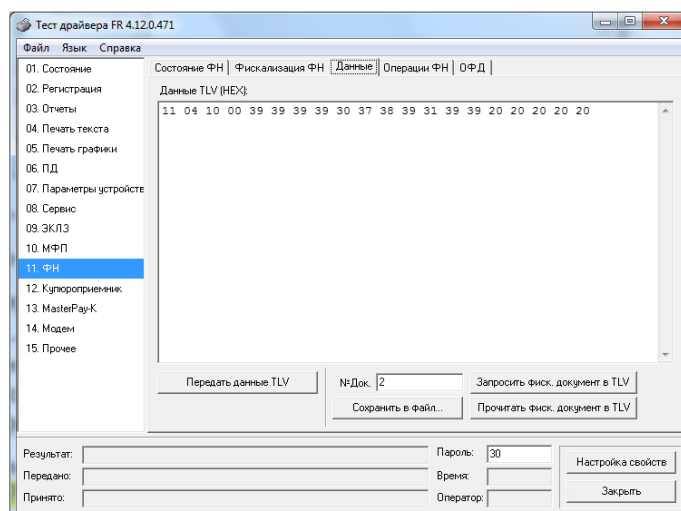 Тест драйвера FR 4.12.0.471
Файл Язык Справка
01. Состояние
02. Регистрация
03. Отчеты
04. Печать текста
05. Печать графики
06. ПД
07. Параметры устройств
08. Сервис
09. ЭКЛЗ
10. МФП
11. ФН
12. Купюроприемник
13. MasterPay-K
14. Модем
15. Прочее
Состояние ФН Фискализация ФН Данные Операции ФН ОФД
Данные TLV (HEX):
11 04 10 00 39 39 39 39 30 37 38 39 31 39 39 20 20 20 20 20
Передать данные TLV
№Док. 2
Запросить фиск. документ в TLV
Сохранить в файл...
Прочитать фиск. документ в TLV
Результат:
Пароль: 30
Передано:
Время:
Принято:
Оператор:
Настройка свойств
Закрыть